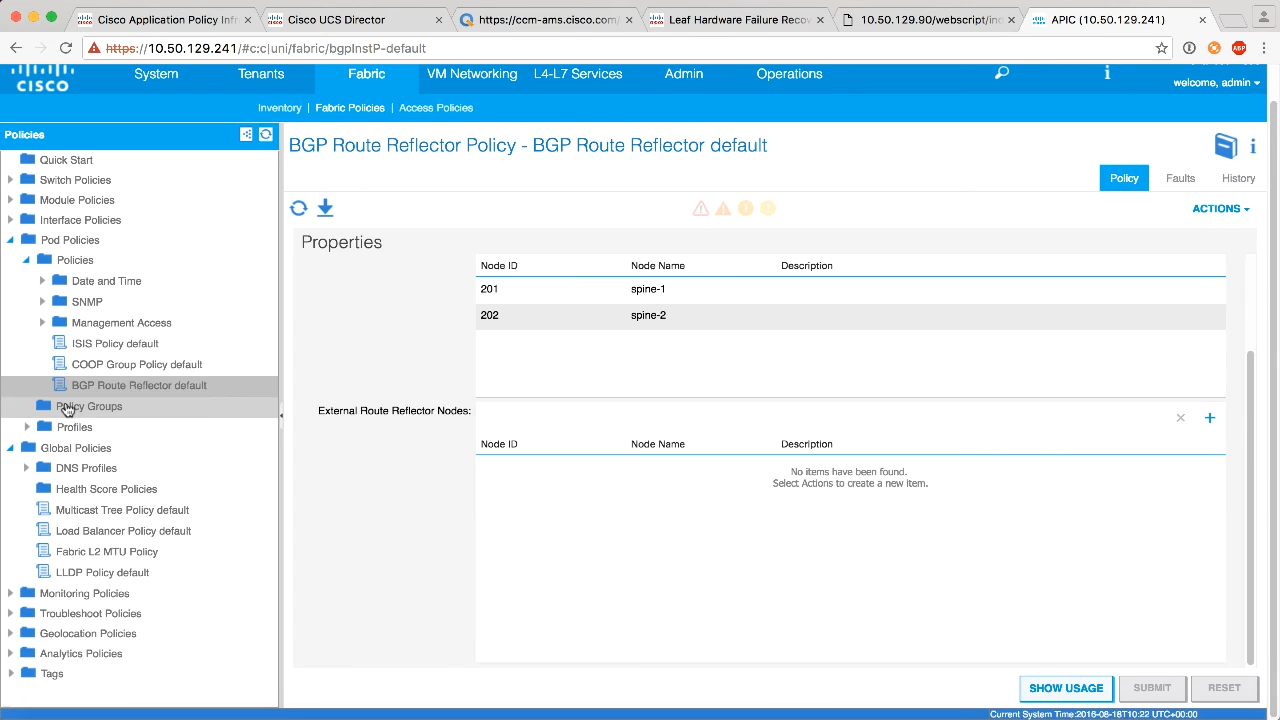 Cisco Application Policy Infr
Cisco UCS Director
https://com-ams.cisco.com/
Leaf Hardware Failure - Recov
10.50.129.90/webscript/ind
APIC (10.50.129.241)
https://10.50.129.241/#c:c|uni/fabric/bgpInstP-default
ABP
CISCO
System
Tenants
Fabric
VM Networking
L4-L7 Services
Admin
Operations
i
welcome, admin
Inventory | Fabric Policies | Access Policies
Policies
Quick Start
Switch Policies
Module Policies
Interface Policies
Pod Policies
Policies
Date and Time
SNMP
Management Access
ISIS Policy default
COOP Group Policy default
BGP Route Reflector default
Policy Groups
Profiles
Global Policies
DNS Profiles
Health Score Policies
Multicast Tree Policy default
Load Balancer Policy default
Fabric L2 MTU Policy
LLDP Policy default
Monitoring Policies
Troubleshoot Policies
Geolocation Policies
Analytics Policies
Tags
BGP Route Reflector Policy - BGP Route Reflector default
i
Policy
Faults
History
ACTIONS
Properties
Node ID Node Name Description
201 spine-1
202 spine-2
External Route Reflector Nodes:
Node ID Node Name Description
No items have been found.
Select Actions to create a new item.
SHOW USAGE
SUBMIT
RESET
Current System Time:2016-08-18T10:22 UTC+00:00